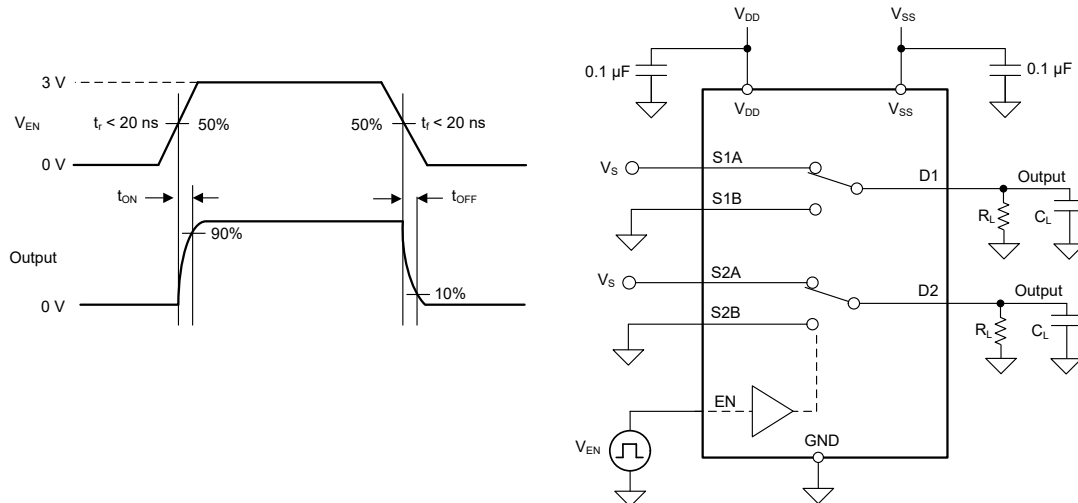 3 V
V_EN
t_r < 20 ns
50%
50%
t_f < 20 ns
0 V
t_ON
t_OFF
90%
Output
10%
0 V
V_DD
V_SS
0.1 µF
0.1 µF
V_DD
V_SS
V_S
S1A
D1
Output
S1B
R_L
C_L
V_S
S2A
D2
Output
S2B
R_L
C_L
EN
V_EN
GND